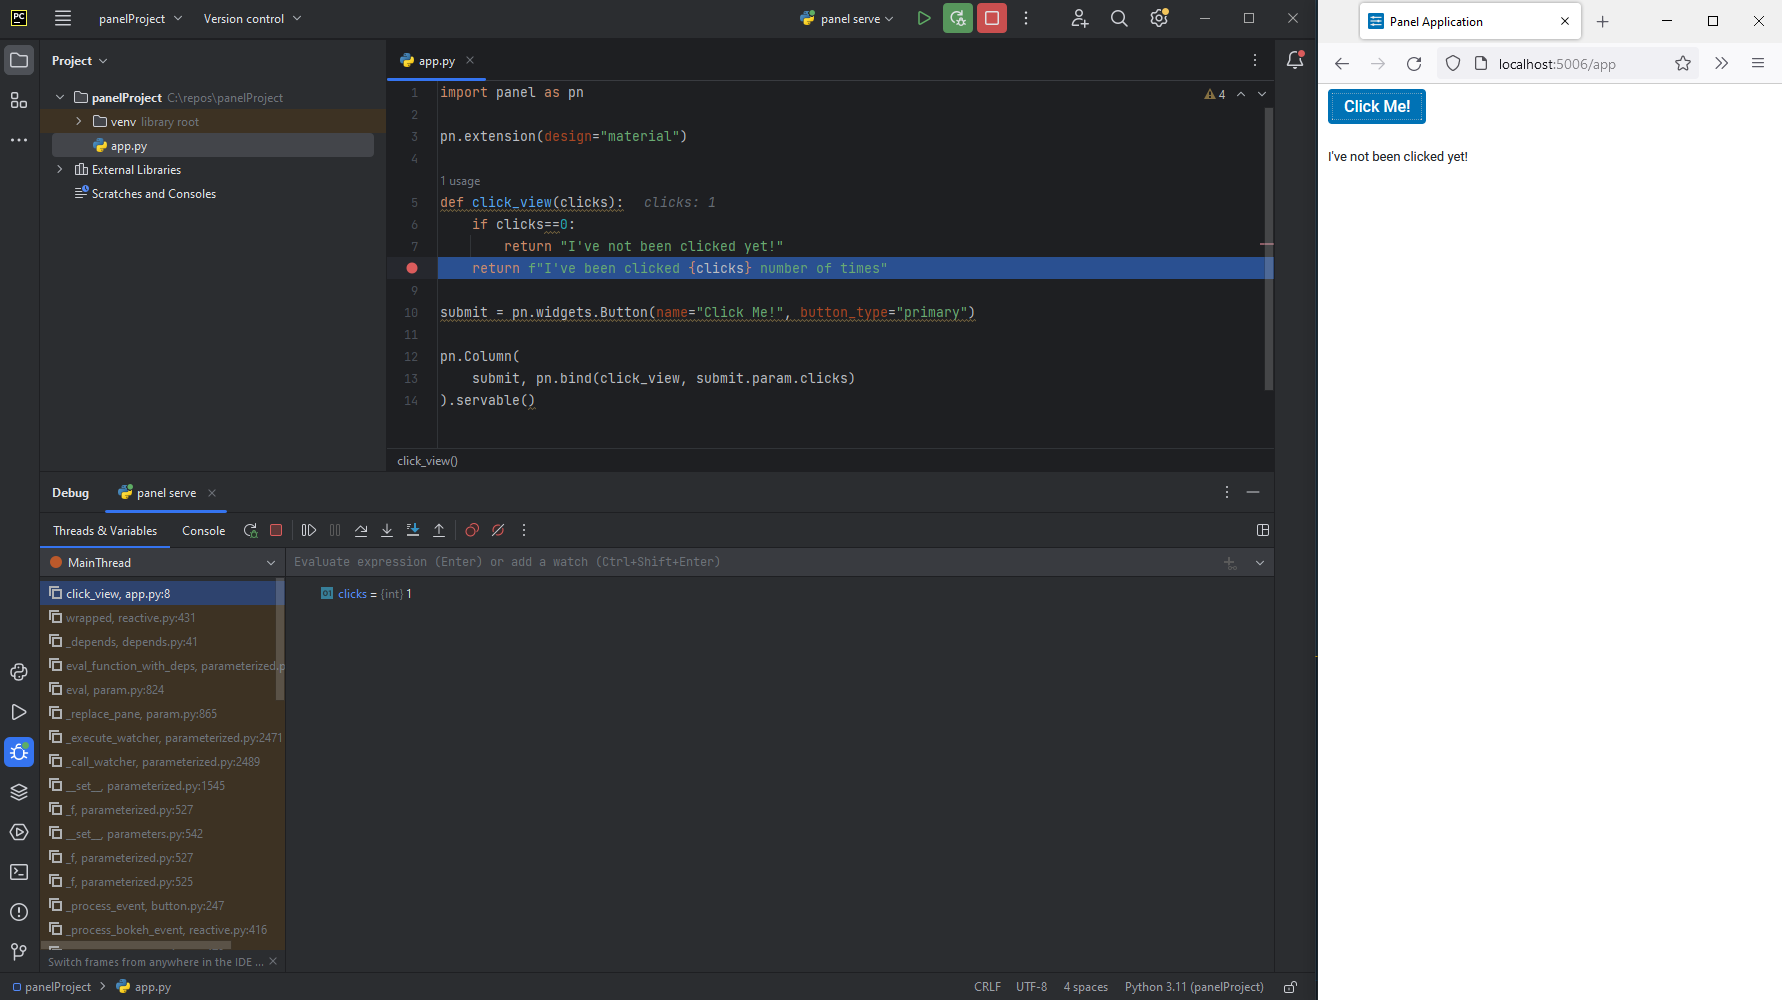 PC
panelProject
Version control
panel serve
Project
panelProject C:\repos\panelProject
venv library root
app.py
External Libraries
Scratches and Consoles
app.py
4
1 import panel as pn
2
3 pn.extension(design="material")
4
1 usage
5 def click_view(clicks): clicks: 1
6 if clicks==0:
7 return "I've not been clicked yet!"
return f"I've been clicked {clicks} number of times"
9
10 submit = pn.widgets.Button(name="Click Me!", button_type="primary")
11
12 pn.Column(
13 submit, pn.bind(click_view, submit.param.clicks)
14 ).servable()
click_view()
Debug
panel serve
Threads & Variables
Console
MainThread
Evaluate expression (Enter) or add a watch (Ctrl+Shift+Enter)
click_view, app.py:8
wrapped, reactive.py:431
_depends, depends.py:41
eval_function_with_deps, parameterized.p
eval, param.py:824
_replace_pane, param.py:865
_execute_watcher, parameterized.py:2471
_call_watcher, parameterized.py:2489
__set__, parameterized.py:1545
_f, parameterized.py:527
__set__, parameters.py:542
_f, parameterized.py:527
_f, parameterized.py:525
_process_event, button.py:247
_process_bokeh_event, reactive.py:416
Switch frames from anywhere in the IDE ...
01 clicks = {int} 1
panelProject
app.py
CRLF
UTF-8
4 spaces
Python 3.11 (panelProject)
Panel Application
localhost:5006/app
Click Me!
I've not been clicked yet!